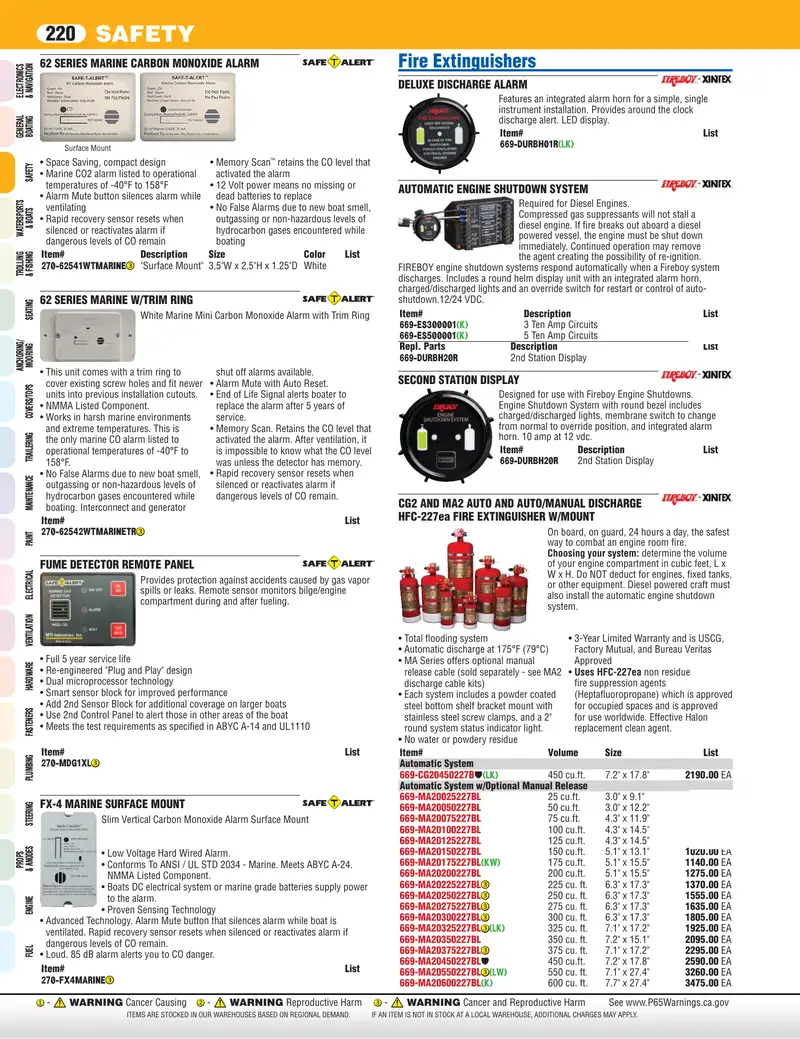 220 SAFETY
ELECTRONICS & NAVIGATION
GENERAL BOATING
SAFETY
WATERSPORTS & BOATS
TROLLING & FISHING
SEATING
ANCHORING/ MOORING
COVERS/TOPS
TRAILERING
MAINTENANCE
PAINT
ELECTRICAL
VENTILATION
HARDWARE
FASTENERS
PLUMBING
STEERING
PROPS & ANODES
ENGINE
FUEL
62 SERIES MARINE CARBON MONOXIDE ALARM
SAFE T ALERT™
Surface Mount
• Space Saving, compact design
• Marine CO2 alarm listed to operational
temperatures of -40°F to 158°F
• Alarm Mute button silences alarm while
ventilating
• Rapid recovery sensor resets when
silenced or reactivates alarm if
dangerous levels of CO remain
• Memory Scan™ retains the CO level that
activated the alarm
• 12 Volt power means no missing or
dead batteries to replace
• No False Alarms due to new boat smell,
outgassing or non-hazardous levels of
hydrocarbon gases encountered while
boating
Item# Description Size Color List
270-62541WTMARINE③ "Surface Mount" 3.5"W x 2.5"H x 1.25"D White
62 SERIES MARINE W/TRIM RING
SAFE T ALERT™
White Marine Mini Carbon Monoxide Alarm with Trim Ring
• This unit comes with a trim ring to
cover existing screw holes and fit newer
units into previous installation cutouts.
• NMMA Listed Component.
• Works in harsh marine environments
and extreme temperatures. This is
the only marine CO alarm listed to
operational temperatures of -40°F to
158°F.
• No False Alarms due to new boat smell,
outgassing or non-hazardous levels of
hydrocarbon gases encountered while
boating. Interconnect and generator
shut off alarms available.
• Alarm Mute with Auto Reset.
• End of Life Signal alerts boater to
replace the alarm after 5 years of
service.
• Memory Scan. Retains the CO level that
activated the alarm. After ventilation, it
is impossible to know what the CO level
was unless the detector has memory.
• Rapid recovery sensor resets when
silenced or reactivates alarm if
dangerous levels of CO remain.
Item# List
270-62542WTMARINETR③
FUME DETECTOR REMOTE PANEL
SAFE T ALERT™
Provides protection against accidents caused by gas vapor
spills or leaks. Remote sensor monitors bilge/engine
compartment during and after fueling.
• Full 5 year service life
• Re-engineered "Plug and Play" design
• Dual microprocessor technology
• Smart sensor block for improved performance
• Add 2nd Sensor Block for additional coverage on larger boats
• Use 2nd Control Panel to alert those in other areas of the boat
• Meets the test requirements as specified in ABYC A-14 and UL1110
Item# List
270-MDG1XL③
FX-4 MARINE SURFACE MOUNT
SAFE T ALERT™
Slim Vertical Carbon Monoxide Alarm Surface Mount
• Low Voltage Hard Wired Alarm.
• Conforms To ANSI / UL STD 2034 - Marine. Meets ABYC A-24.
NMMA Listed Component.
• Boats DC electrical system or marine grade batteries supply power
to the alarm.
• Proven Sensing Technology
• Advanced Technology. Alarm Mute button that silences alarm while boat is
ventilated. Rapid recovery sensor resets when silenced or reactivates alarm if
dangerous levels of CO remain.
• Loud. 85 dB alarm alerts you to CO danger.
Item# List
270-FX4MARINE③
Fire Extinguishers
DELUXE DISCHARGE ALARM
FIREBOY - XINTEX
Features an integrated alarm horn for a simple, single
instrument installation. Provides around the clock
discharge alert. LED display.
Item# List
669-DURBH01R(LK)
AUTOMATIC ENGINE SHUTDOWN SYSTEM
FIREBOY - XINTEX
Required for Diesel Engines.
Compressed gas suppressants will not stall a
diesel engine. If fire breaks out aboard a diesel
powered vessel, the engine must be shut down
immediately. Continued operation may remove
the agent creating the possibility of re-ignition.
FIREBOY engine shutdown systems respond automatically when a Fireboy system
discharges. Includes a round helm display unit with an integrated alarm horn,
charged/discharged lights and an override switch for restart or control of auto-
shutdown.12/24 VDC.
Item# Description List
669-ES300001(K) 3 Ten Amp Circuits
669-ES500001(K) 5 Ten Amp Circuits
Repl. Parts Description List
669-DURBH20R 2nd Station Display
SECOND STATION DISPLAY
FIREBOY - XINTEX
Designed for use with Fireboy Engine Shutdowns.
Engine Shutdown System with round bezel includes
charged/discharged lights, membrane switch to change
from normal to override position, and integrated alarm
horn. 10 amp at 12 vdc.
Item# Description List
669-DURBH20R 2nd Station Display
CG2 AND MA2 AUTO AND AUTO/MANUAL DISCHARGE
HFC-227ea FIRE EXTINGUISHER W/MOUNT
FIREBOY - XINTEX
On board, on guard, 24 hours a day, the safest
way to combat an engine room fire.
Choosing your system: determine the volume
of your engine compartment in cubic feet, L x
W x H. Do NOT deduct for engines, fixed tanks,
or other equipment. Diesel powered craft must
also install the automatic engine shutdown
system.
• Total flooding system
• Automatic discharge at 175°F (79°C)
• MA Series offers optional manual
release cable (sold separately - see MA2
discharge cable kits)
• Each system includes a powder coated
steel bottom shelf bracket mount with
stainless steel screw clamps, and a 2"
round system status indicator light.
• No water or powdery residue
• 3-Year Limited Warranty and is USCG,
Factory Mutual, and Bureau Veritas
Approved
• Uses HFC-227ea non residue
fire suppression agents
(Heptafluoropropane) which is approved
for occupied spaces and is approved
for use worldwide. Effective Halon
replacement clean agent.
Item# Volume Size List
Automatic System
669-CG20450227B(LK) 450 cu.ft. 7.2" x 17.8" 2190.00 EA
Automatic System w/Optional Manual Release
669-MA20025227BL 25 cu.ft. 3.0" x 9.1"
669-MA20050227BL 50 cu.ft. 3.0" x 12.2"
669-MA20075227BL 75 cu.ft. 4.3" x 11.9"
669-MA20100227BL 100 cu.ft. 4.3" x 14.5"
669-MA20125227BL 125 cu.ft. 4.3" x 14.5"
669-MA20150227BL 150 cu.ft. 5.1" x 13.1" 1020.00 EA
669-MA20175227BL(KW) 175 cu.ft. 5.1" x 15.5" 1140.00 EA
669-MA20200227BL 200 cu.ft. 5.1" x 15.5" 1275.00 EA
669-MA20225227BL③ 225 cu. ft. 6.3" x 17.3" 1370.00 EA
669-MA20250227BL③ 250 cu.ft. 6.3" x 17.3" 1555.00 EA
669-MA20275227BL③ 275 cu. ft. 6.3" x 17.3" 1635.00 EA
669-MA20300227BL③ 300 cu. ft. 6.3" x 17.3" 1805.00 EA
669-MA20325227BL③(LK) 325 cu. ft. 7.1" x 17.2" 1925.00 EA
669-MA20350227BL 350 cu. ft. 7.2" x 15.1" 2095.00 EA
669-MA20375227BL③ 375 cu. ft. 7.1" x 17.2" 2295.00 EA
669-MA20450227BL 450 cu.ft. 7.2" x 17.8" 2590.00 EA
669-MA20550227BL③(LW) 550 cu. ft. 7.1" x 27.4" 3260.00 EA
669-MA20600227BL(K) 600 cu. ft. 7.7" x 27.4" 3475.00 EA
① - WARNING Cancer Causing ② - WARNING Reproductive Harm ③ - WARNING Cancer and Reproductive Harm See www.P65Warnings.ca.gov
ITEMS ARE STOCKED IN OUR WAREHOUSES BASED ON REGIONAL DEMAND. IF AN ITEM IS NOT IN STOCK AT A LOCAL WAREHOUSE, ADDITIONAL CHARGES MAY APPLY.